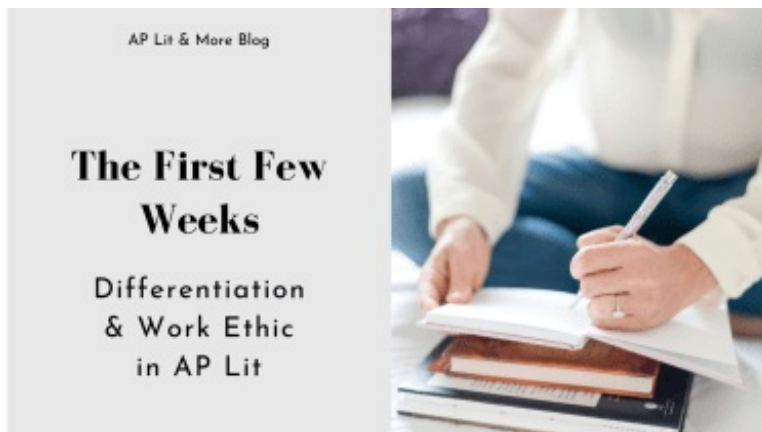 AP Lit & More Blog
The First Few
Weeks
Differentiation
& Work Ethic
in AP Lit